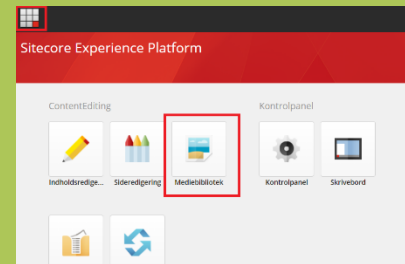 Sitecore Experience Platform
ContentEditing
Kontrolpanel
Indholdsredige...
Sideredigering
Mediebibliotek
Kontrolpanel
Skrivebord